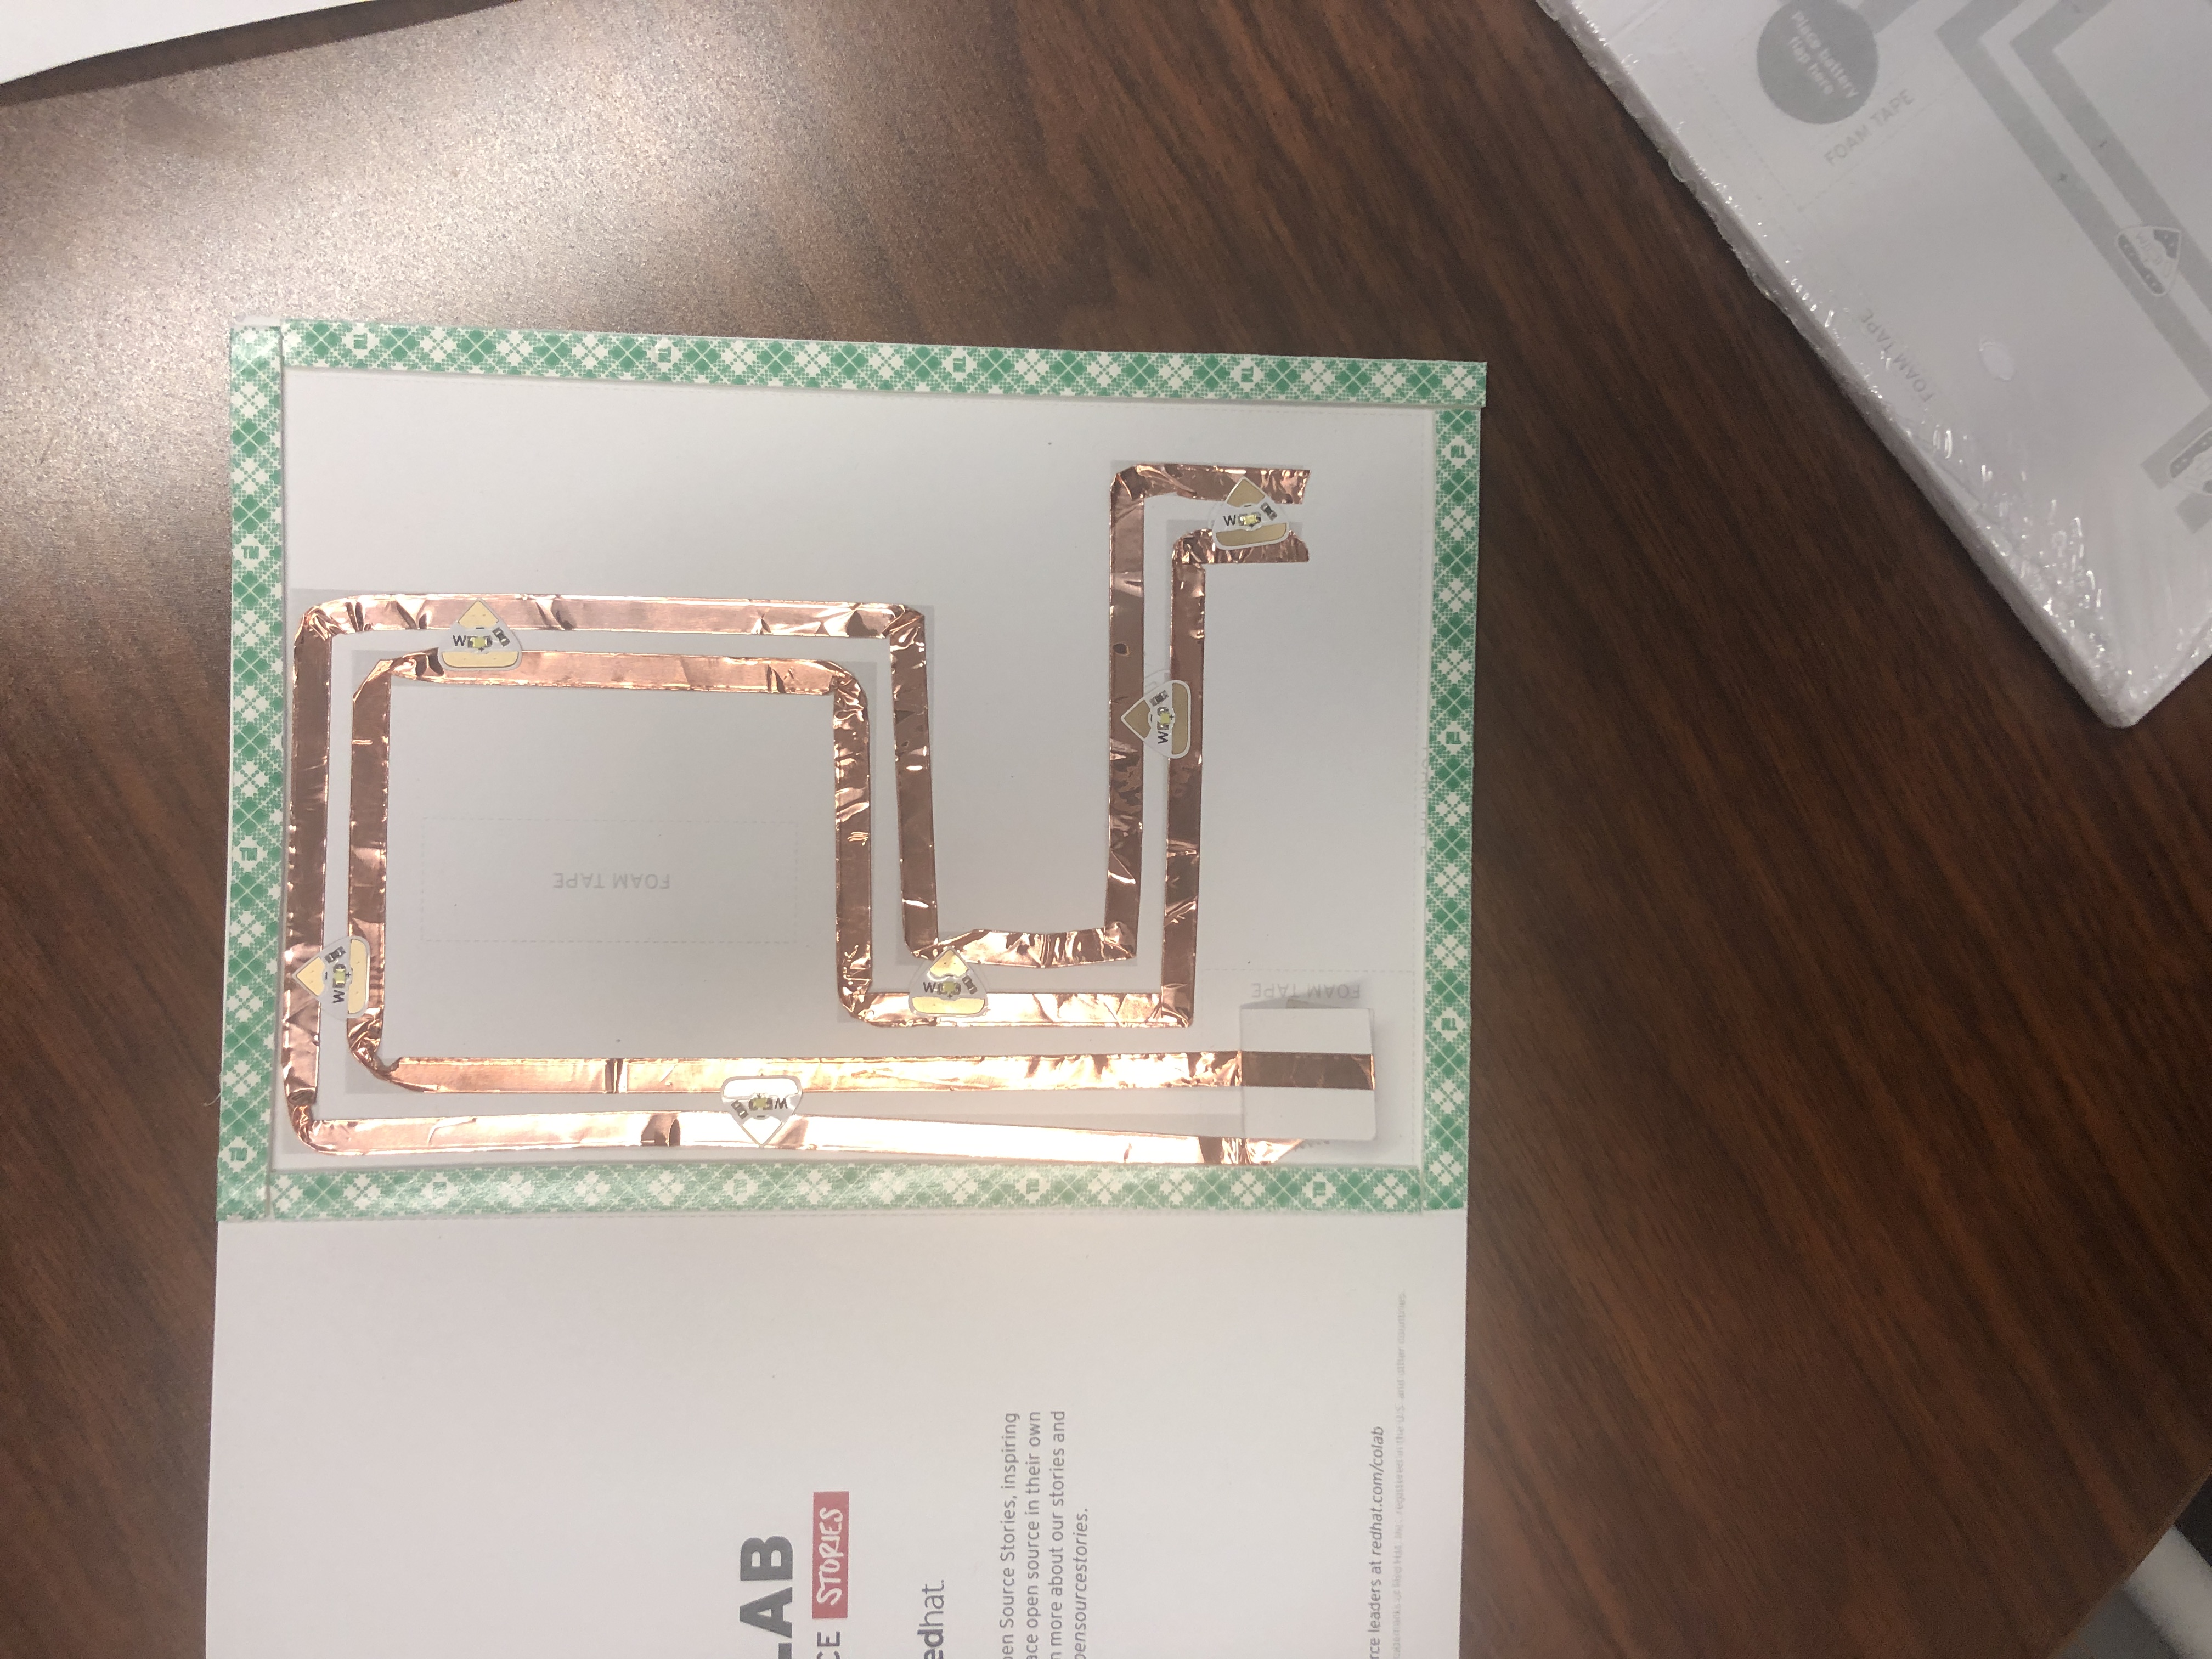 LAB
CE STORIES
edhat.
pen Source Stories, inspiring
ace open source in their own
n more about our stories and
pensourcestories.
rce leaders at redhat.com/colab
rademarks of Red Hat, Inc., registered in the U.S. and other countries.
FOAM TAPE
FOAM TAPE
Place battery
flap here
FOAM TAPE
FOAM TAPE